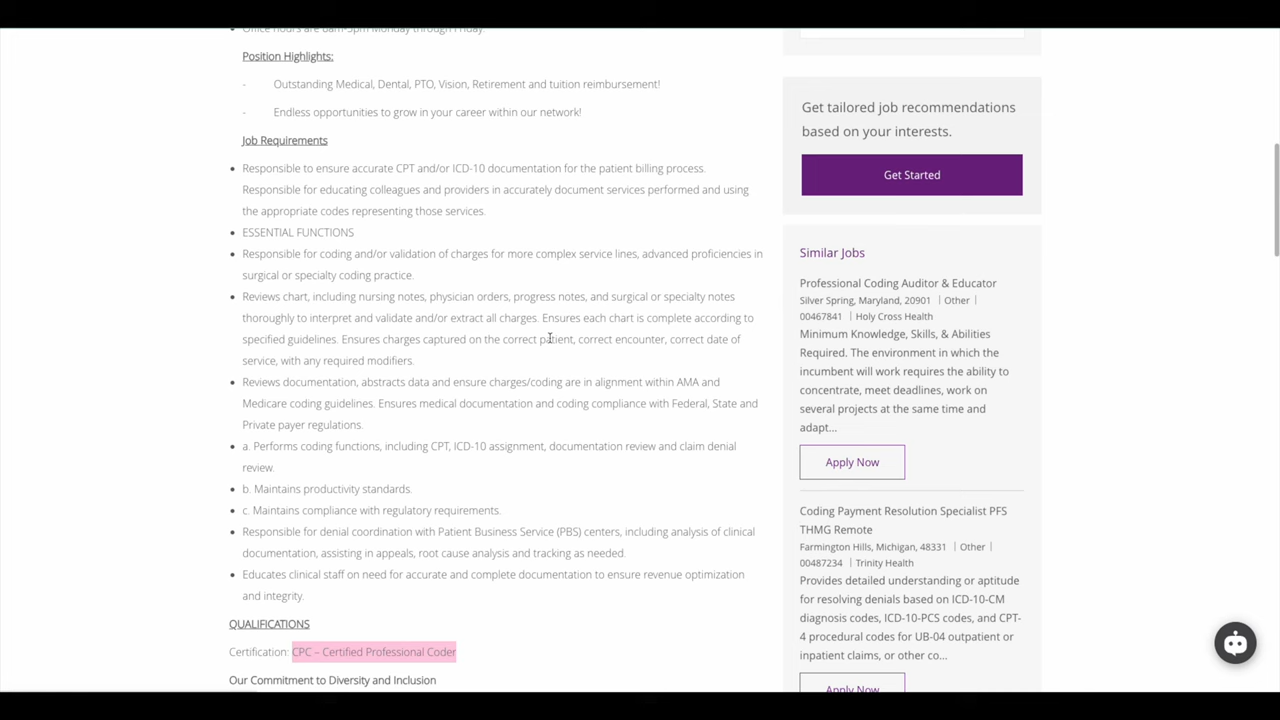 Office hours are 8am-5pm Monday through Friday.
Position Highlights:
- Outstanding Medical, Dental, PTO, Vision, Retirement and tuition reimbursement!
- Endless opportunities to grow in your career within our network!
Job Requirements
• Responsible to ensure accurate CPT and/or ICD-10 documentation for the patient billing process.
Responsible for educating colleagues and providers in accurately document services performed and using
the appropriate codes representing those services.
• ESSENTIAL FUNCTIONS
• Responsible for coding and/or validation of charges for more complex service lines, advanced proficiencies in
surgical or specialty coding practice.
• Reviews chart, including nursing notes, physician orders, progress notes, and surgical or specialty notes
thoroughly to interpret and validate and/or extract all charges. Ensures each chart is complete according to
specified guidelines. Ensures charges captured on the correct patient, correct encounter, correct date of
service, with any required modifiers.
• Reviews documentation, abstracts data and ensure charges/coding are in alignment within AMA and
Medicare coding guidelines. Ensures medical documentation and coding compliance with Federal, State and
Private payer regulations.
• a. Performs coding functions, including CPT, ICD-10 assignment, documentation review and claim denial
review.
• b. Maintains productivity standards.
• c. Maintains compliance with regulatory requirements.
• Responsible for denial coordination with Patient Business Service (PBS) centers, including analysis of clinical
documentation, assisting in appeals, root cause analysis and tracking as needed.
• Educates clinical staff on need for accurate and complete documentation to ensure revenue optimization
and integrity.
QUALIFICATIONS
Certification: CPC – Certified Professional Coder
Our Commitment to Diversity and Inclusion
Get tailored job recommendations
based on your interests.
Get Started
Similar Jobs
Professional Coding Auditor & Educator
Silver Spring, Maryland, 20901 | Other |
00467841 | Holy Cross Health
Minimum Knowledge, Skills, & Abilities
Required. The environment in which the
incumbent will work requires the ability to
concentrate, meet deadlines, work on
several projects at the same time and
adapt...
Apply Now
Coding Payment Resolution Specialist PFS
THMG Remote
Farmington Hills, Michigan, 48331 | Other |
00487234 | Trinity Health
Provides detailed understanding or aptitude
for resolving denials based on ICD-10-CM
diagnosis codes, ICD-10-PCS codes, and CPT-
4 procedural codes for UB-04 outpatient or
inpatient claims, or other co...
Apply Now